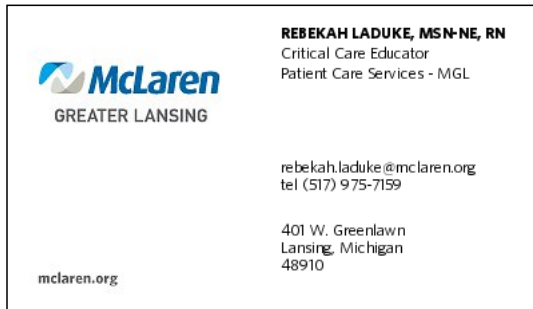 McLaren
GREATER LANSING
mclaren.org
REBEKAH LADUKE, MSN-NE, RN
Critical Care Educator
Patient Care Services - MGL
rebekah.laduke@mclaren.org
tel (517) 975-7159
401 W. Greenlawn
Lansing, Michigan
48910